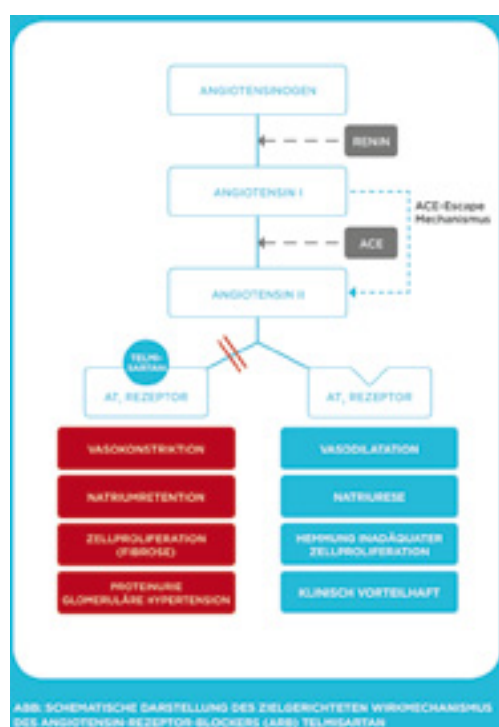 ANGIOTENSINOGEN
RENIN
ANGIOTENSIN I
ACE-Escape
Mechanismus
ACE
ANGIOTENSIN II
TELMI-
SARTAN
AT, REZEPTOR
AT, REZEPTOR
VASOKONSTRIKTION
VASODILATATION
NATRIUMRETENTION
NATRIURESE
ZELLPROLIFERATION
(FIBROSE)
HEMMUNG INADÄQUATER
ZELLPROLIFERATION
PROTEINURIE
GLOMERULÄRE HYPERTENSION
KLINISCH VORTEILHAFT
ABB: SCHEMATISCHE DARSTELLUNG DES ZIELGERICHTETEN WIRKMECHANISMUS
DES ANGIOTENSIN-REZEPTOR-BLOCKERS (ARB) TELMISARTAN